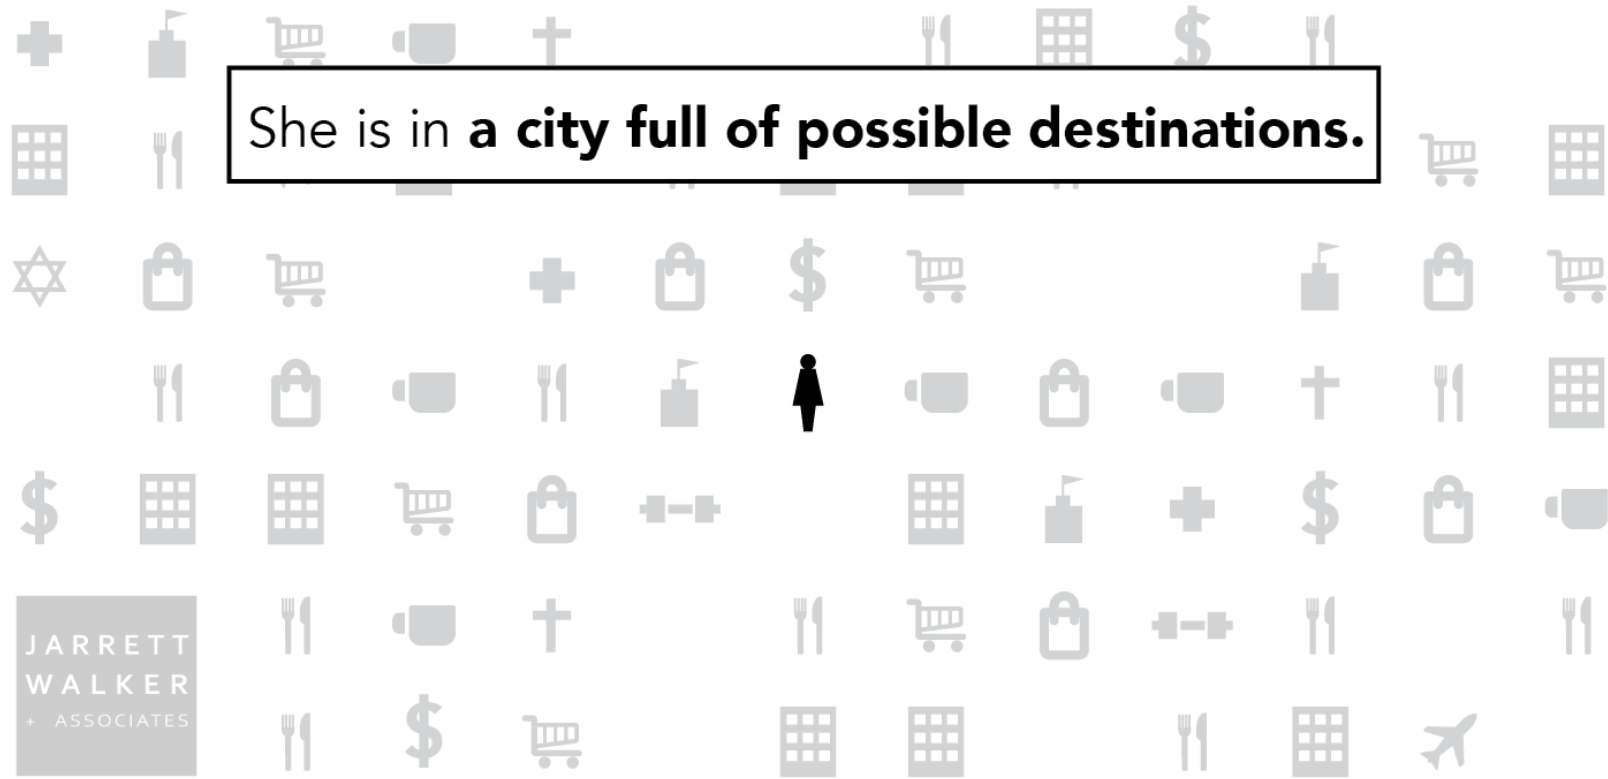 She is in a city full of possible destinations.
JARRETT
WALKER
+ ASSOCIATES